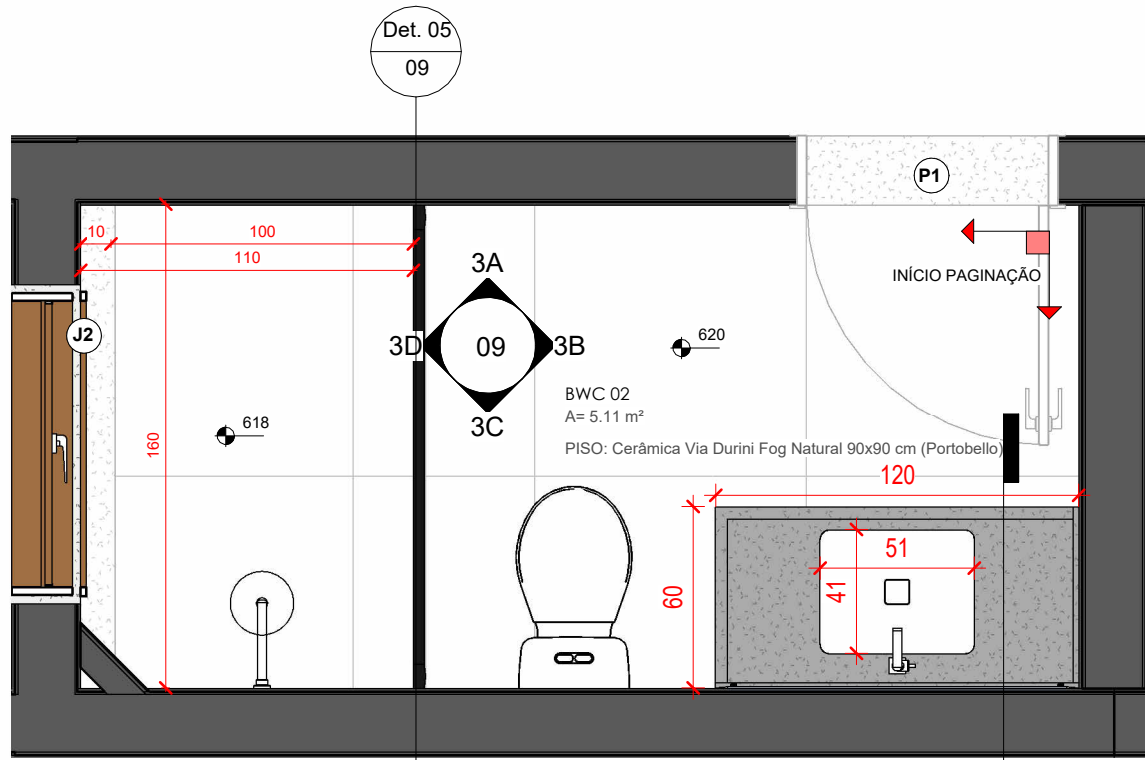 Det. 05
09
P1
10
100
110
INÍCIO PAGINAÇÃO
3A
J2
3D
09
3B
620
BWC 02
A= 5.11 m²
3C
618
PISO: Cerâmica Via Durini Fog Natural 90x90 cm (Portobello)
160
120
51
41
60